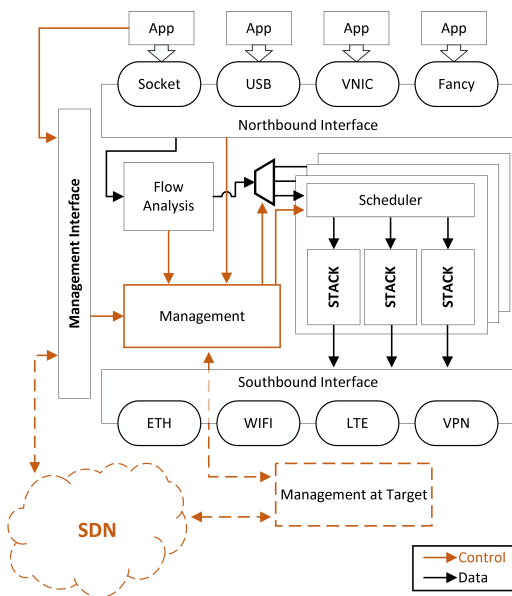 App
App
App
App
Socket
USB
VNIC
Fancy
Northbound Interface
Management Interface
Flow
Analysis
Scheduler
STACK
STACK
STACK
Management
Southbound Interface
ETH
WIFI
LTE
VPN
Management at Target
SDN
Control
Data